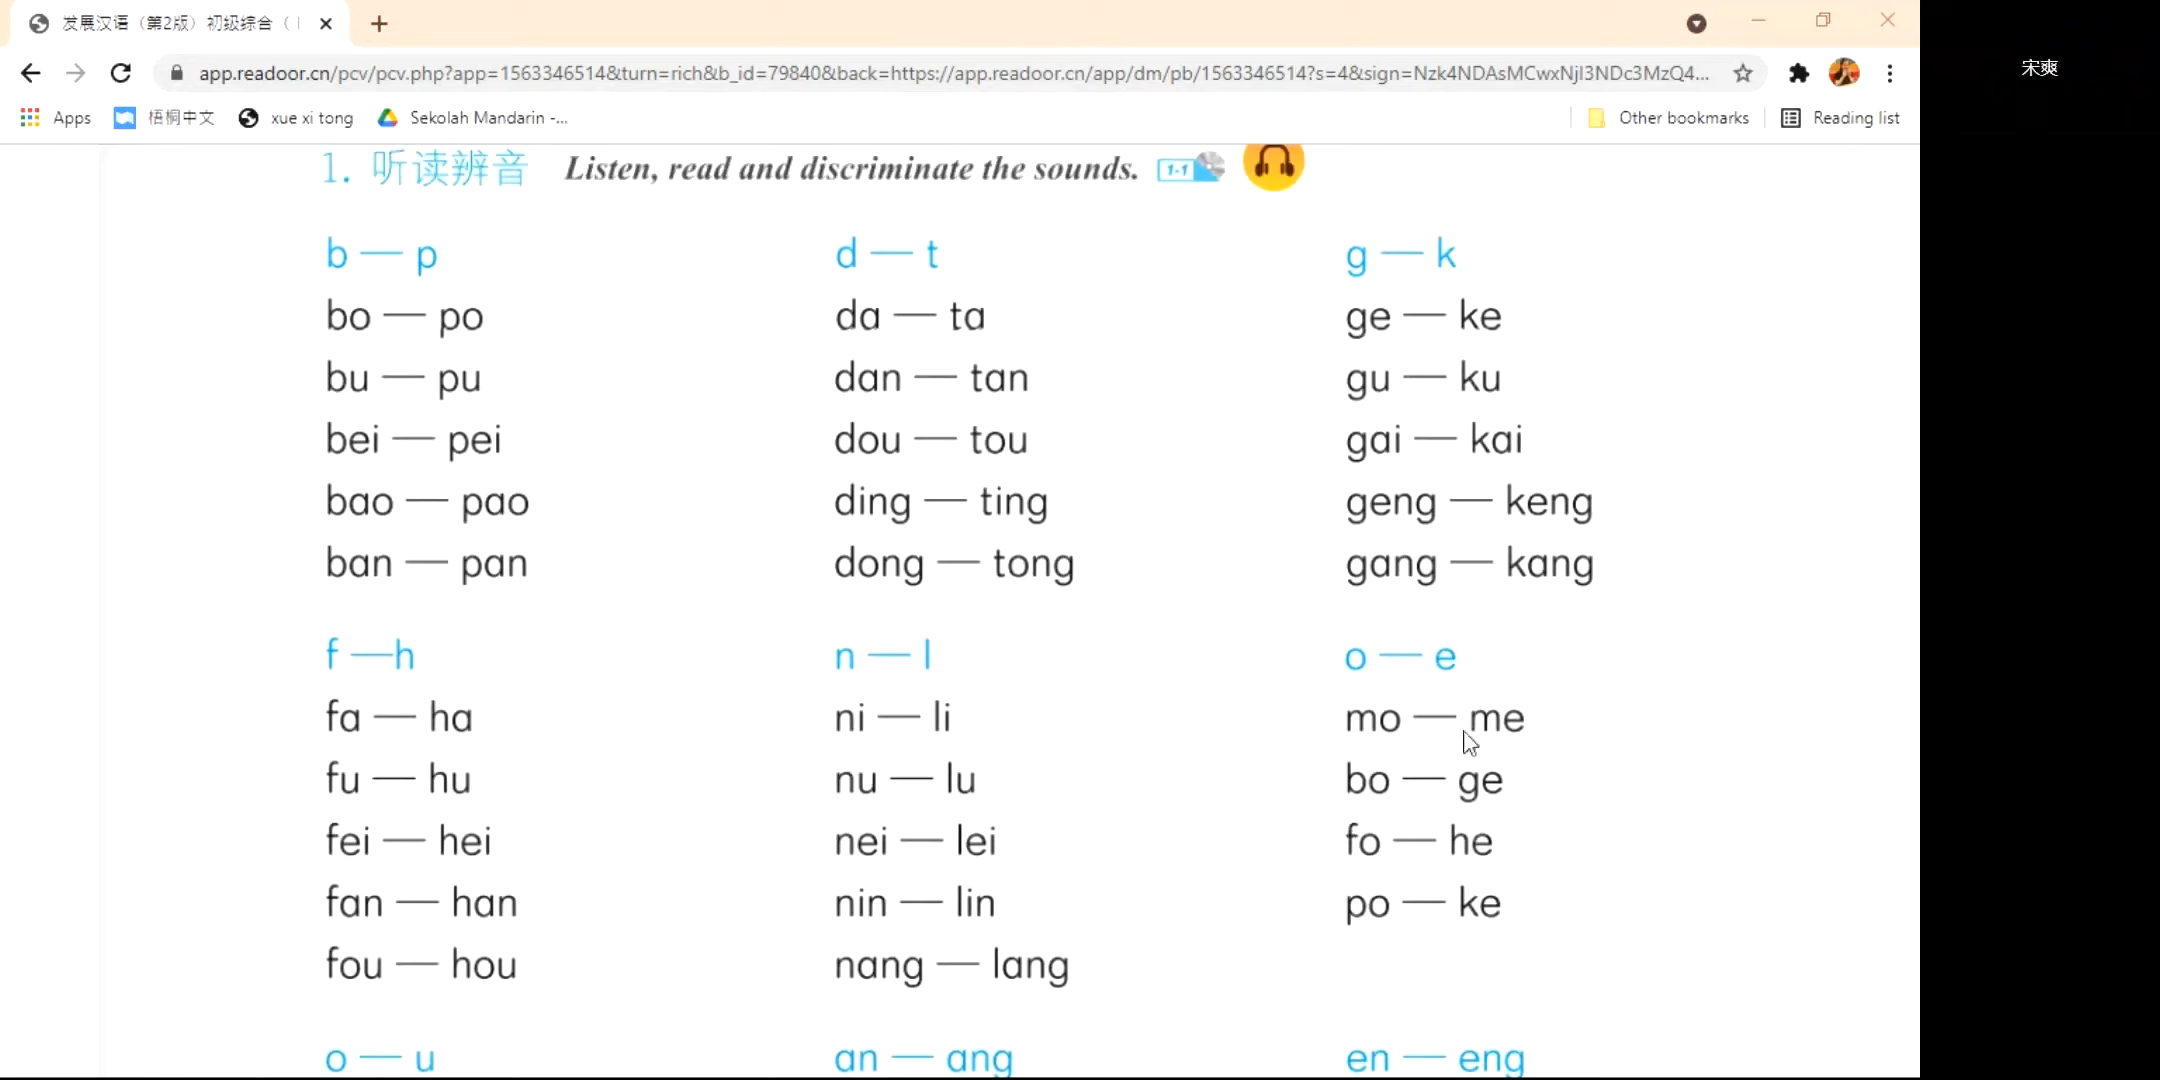 发展汉语（第2版）初级综合（
app.readoor.cn/pcv/pcv.php?app=1563346514&turn=rich&b_id=79840&back=https://app.readoor.cn/app/dm/pb/1563346514?s=4&sign=Nzk4NDAsMCwxNjI3NDc3MzQ4...
Apps 梧桐中文 xue xi tong Sekolah Mandarin -... Other bookmarks Reading list
宋爽
1. 听读辨音 Listen, read and discriminate the sounds. 1-1
b — p d — t g — k
bo — po da — ta ge — ke
bu — pu dan — tan gu — ku
bei — pei dou — tou gai — kai
bao — pao ding — ting geng — keng
ban — pan dong — tong gang — kang
f —h n — l o — e
fa — ha ni — li mo — me
fu — hu nu — lu bo — ge
fei — hei nei — lei fo — he
fan — han nin — lin po — ke
fou — hou nang — lang
o — u an — ang en — eng